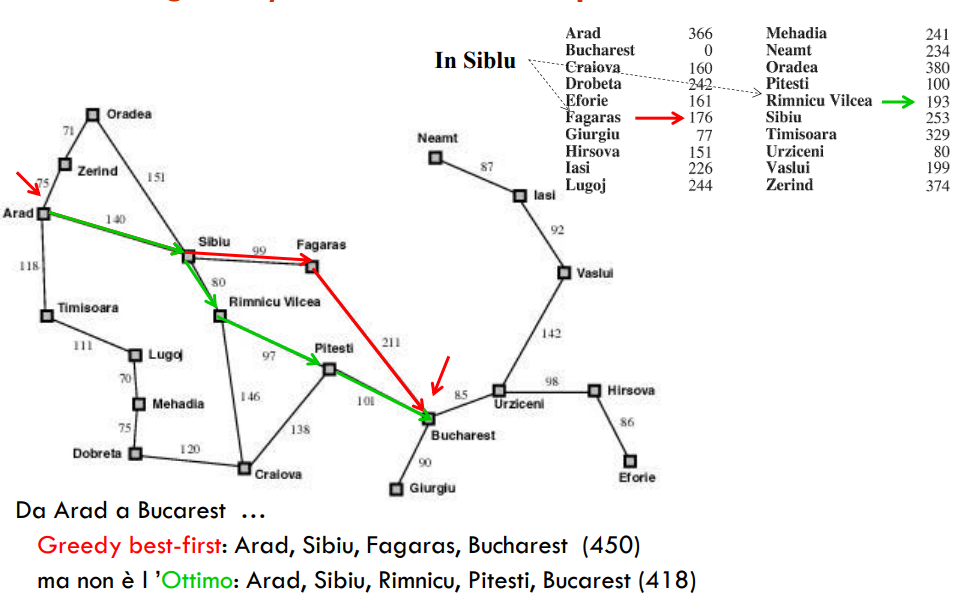 In Siblu
Arad 366 Mehadia 241
Bucharest 0 Neamt 234
Craiova 160 Oradea 380
Drobeta 242 Pitesti 100
Eforie 161 Rimnicu Vilcea 193
Fagaras 176 Sibiu 253
Giurgiu 77 Timisoara 329
Hirsova 151 Urziceni 80
Iasi 226 Vaslui 199
Lugoj 244 Zerind 374
Oradea
71
Zerind
75
151
Arad
140
Sibiu
99
Fagaras
118
80
Rimnicu Vilcea
Timisoara
111
Lugoj
70
Mehadia
75
Dobreta
120
146
97
Pitesti
211
101
138
Craiova
Neamt
87
Iasi
92
Vaslui
142
85
98
Urziceni
Hirsova
86
Eforie
Bucharest
90
Giurgiu
Da Arad a Bucarest …
Greedy best-first: Arad, Sibiu, Fagaras, Bucharest (450)
ma non è l ’Ottimo: Arad, Sibiu, Rimnicu, Pitesti, Bucarest (418)